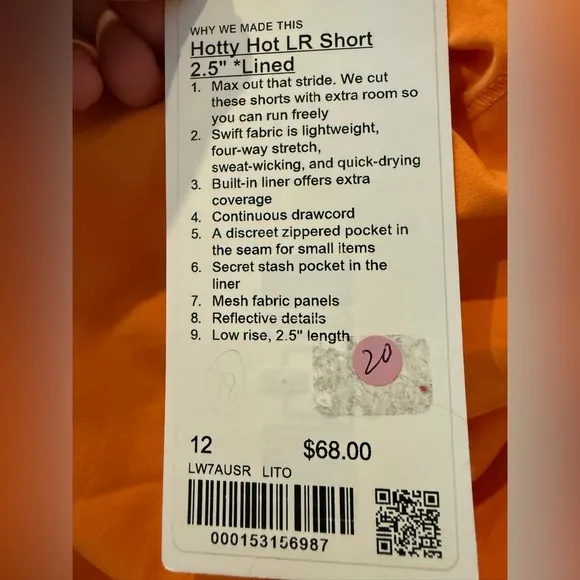 WHY WE MADE THIS
Hotty Hot LR Short
2.5" *Lined
1. Max out that stride. We cut
these shorts with extra room so
you can run freely
2. Swift fabric is lightweight,
four-way stretch,
sweat-wicking, and quick-drying
3. Built-in liner offers extra
coverage
4. Continuous drawcord
5. A discreet zippered pocket in
the seam for small items
6. Secret stash pocket in the
liner
7. Mesh fabric panels
8. Reflective details
9. Low rise, 2.5" length
20
12 $68.00
LW7AUSR LITO
000153156987